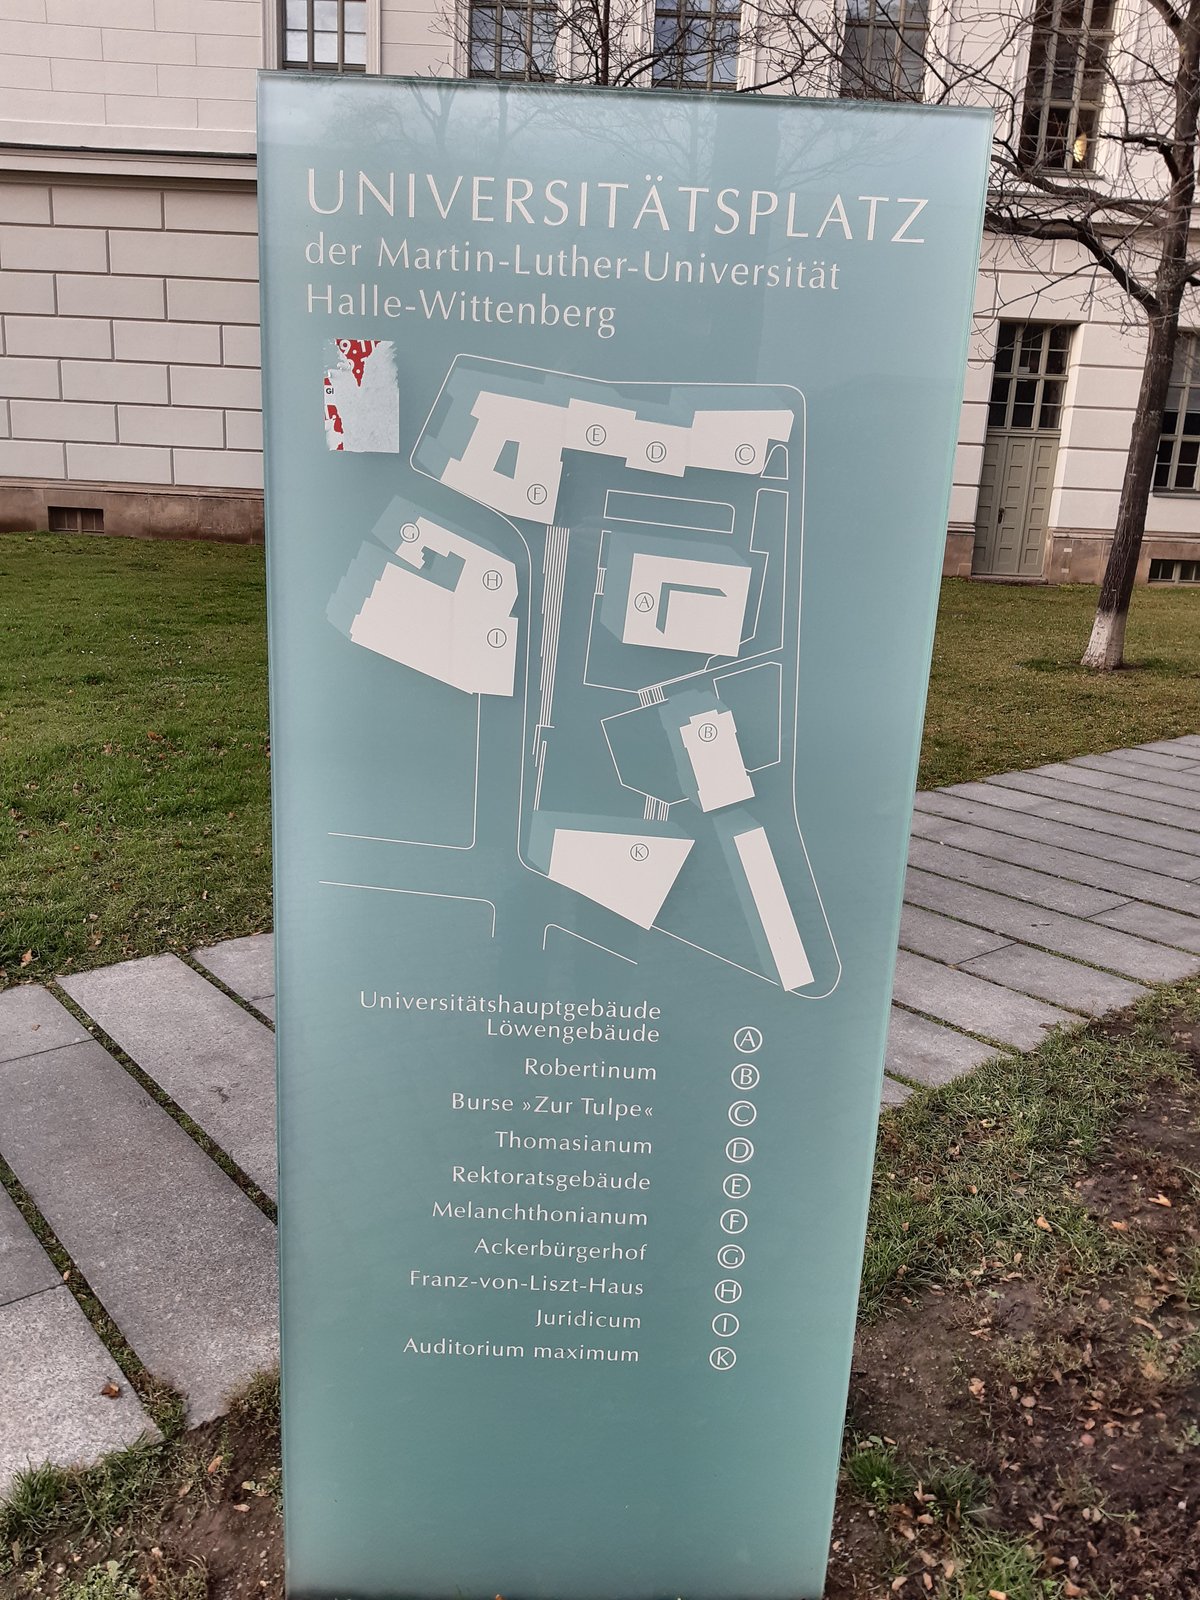 UNIVERSITÄTSPLATZ
der Martin-Luther-Universität
Halle-Wittenberg
GI
E
D
C
F
G
H
A
I
B
K
Universitätshauptgebäude
Löwengebäude A
Robertinum B
Burse »Zur Tulpe« C
Thomasianum D
Rektoratsgebäude E
Melanchthonianum F
Ackerbürgerhof G
Franz-von-Liszt-Haus H
Juridicum I
Auditorium maximum K